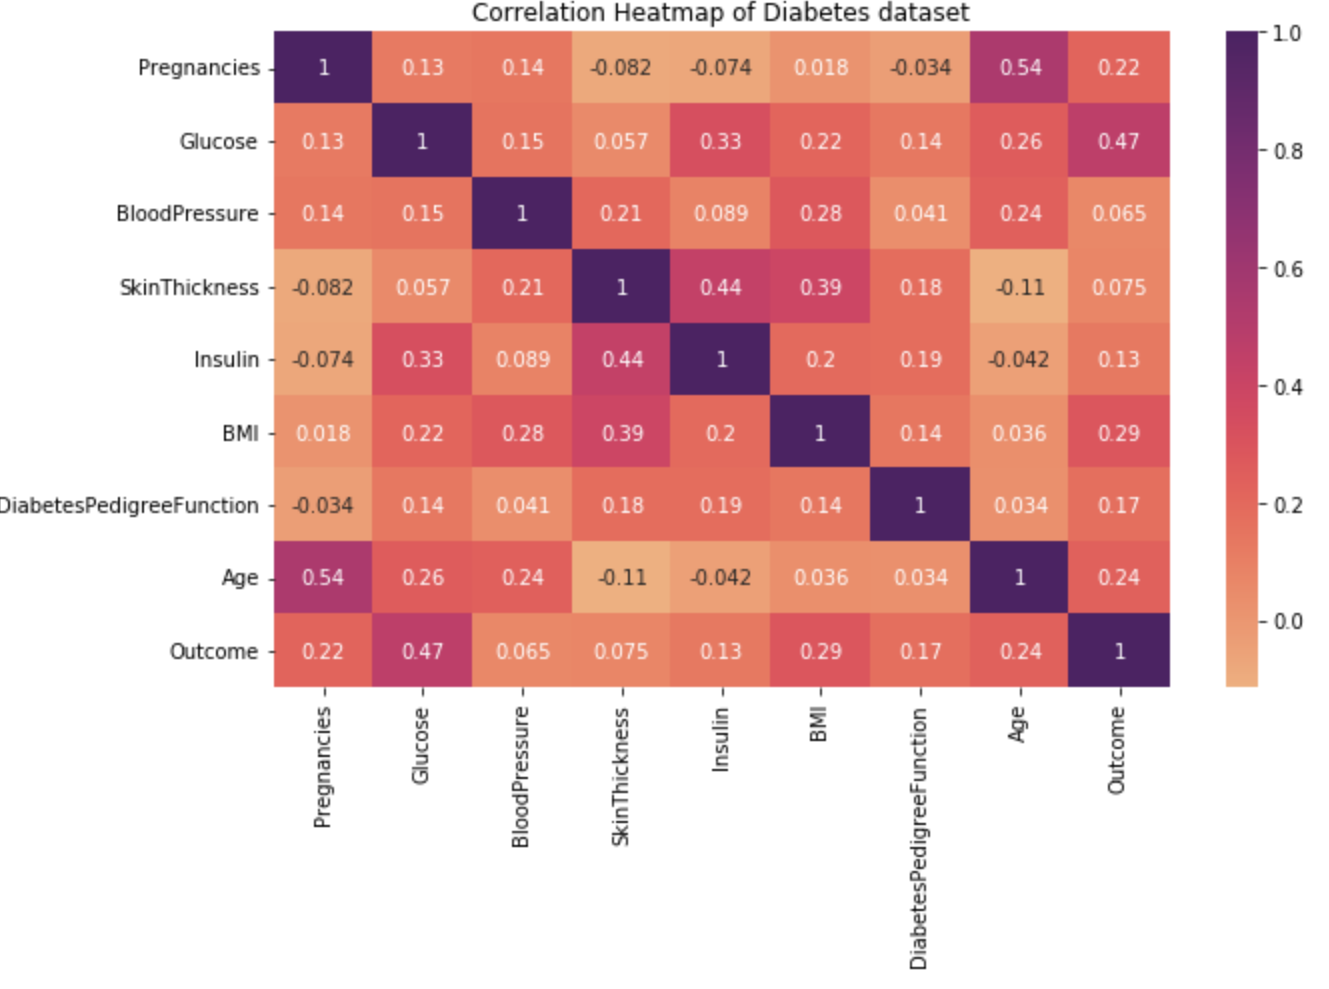 Correlation Heatmap of Diabetes dataset
Pregnancies 1 0.13 0.14 -0.082 -0.074 0.018 -0.034 0.54 0.22
Glucose 0.13 1 0.15 0.057 0.33 0.22 0.14 0.26 0.47
BloodPressure 0.14 0.15 1 0.21 0.089 0.28 0.041 0.24 0.065
SkinThickness -0.082 0.057 0.21 1 0.44 0.39 0.18 -0.11 0.075
Insulin -0.074 0.33 0.089 0.44 1 0.2 0.19 -0.042 0.13
BMI 0.018 0.22 0.28 0.39 0.2 1 0.14 0.036 0.29
DiabetesPedigreeFunction -0.034 0.14 0.041 0.18 0.19 0.14 1 0.034 0.17
Age 0.54 0.26 0.24 -0.11 -0.042 0.036 0.034 1 0.24
Outcome 0.22 0.47 0.065 0.075 0.13 0.29 0.17 0.24 1
Pregnancies
Glucose
BloodPressure
SkinThickness
Insulin
BMI
DiabetesPedigreeFunction
Age
Outcome
1.0
0.8
0.6
0.4
0.2
0.0